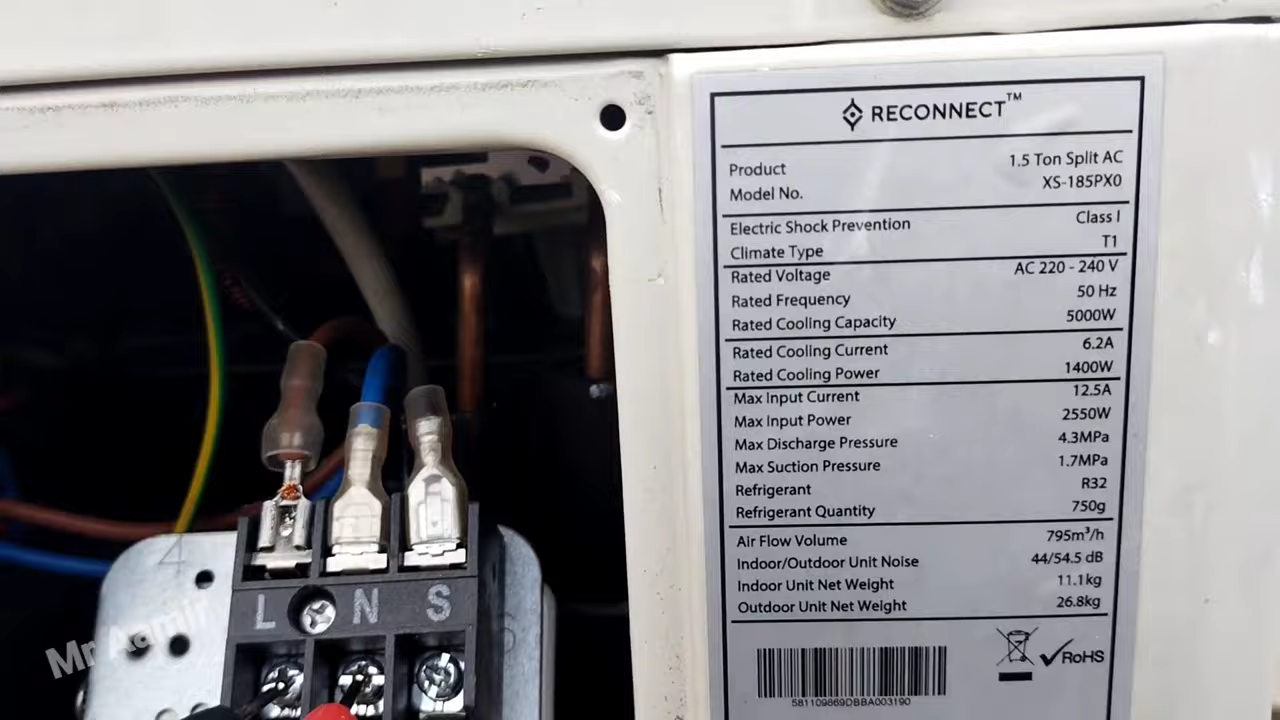 RECONNECT™
Product 1.5 Ton Split AC
Model No. XS-185PX0
Electric Shock Prevention Class I
Climate Type T1
Rated Voltage AC 220 - 240 V
Rated Frequency 50 Hz
Rated Cooling Capacity 5000W
Rated Cooling Current 6.2A
Rated Cooling Power 1400W
Max Input Current 12.5A
Max Input Power 2550W
Max Discharge Pressure 4.3MPa
Max Suction Pressure 1.7MPa
Refrigerant R32
Refrigerant Quantity 750g
Air Flow Volume 795m³/h
Indoor/Outdoor Unit Noise 44/54.5 dB
Indoor Unit Net Weight 11.1kg
Outdoor Unit Net Weight 26.8kg
RoHS
581109869DBBA003190
4
L N S
Mr Aamir